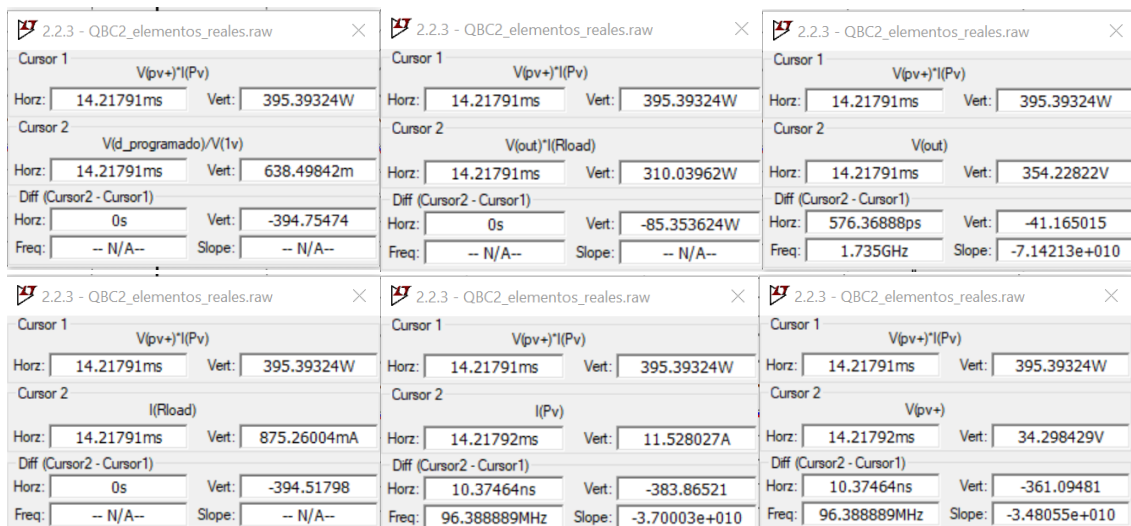 2.2.3 - QBC2_elementos_reales.raw
Cursor 1
V(pv+)*I(Pv)
Horz: 14.21791ms Vert: 395.39324W
Cursor 2
V(d_programado)/V(1v)
Horz: 14.21791ms Vert: 638.49842m
Diff (Cursor2 - Cursor1)
Horz: 0s Vert: -394.75474
Freq: -- N/A-- Slope: -- N/A--
2.2.3 - QBC2_elementos_reales.raw
Cursor 1
V(pv+)*I(Pv)
Horz: 14.21791ms Vert: 395.39324W
Cursor 2
V(out)*I(Rload)
Horz: 14.21791ms Vert: 310.03962W
Diff (Cursor2 - Cursor1)
Horz: 0s Vert: -85.353624W
Freq: -- N/A-- Slope: -- N/A--
2.2.3 - QBC2_elementos_reales.raw
Cursor 1
V(pv+)*I(Pv)
Horz: 14.21791ms Vert: 395.39324W
Cursor 2
V(out)
Horz: 14.21791ms Vert: 354.22822V
Diff (Cursor2 - Cursor1)
Horz: 576.36888ps Vert: -41.165015
Freq: 1.735GHz Slope: -7.14213e+010
2.2.3 - QBC2_elementos_reales.raw
Cursor 1
V(pv+)*I(Pv)
Horz: 14.21791ms Vert: 395.39324W
Cursor 2
I(Rload)
Horz: 14.21791ms Vert: 875.26004mA
Diff (Cursor2 - Cursor1)
Horz: 0s Vert: -394.51798
Freq: -- N/A-- Slope: -- N/A--
2.2.3 - QBC2_elementos_reales.raw
Cursor 1
V(pv+)*I(Pv)
Horz: 14.21791ms Vert: 395.39324W
Cursor 2
I(Pv)
Horz: 14.21792ms Vert: 11.528027A
Diff (Cursor2 - Cursor1)
Horz: 10.37464ns Vert: -383.86521
Freq: 96.388889MHz Slope: -3.70003e+010
2.2.3 - QBC2_elementos_reales.raw
Cursor 1
V(pv+)*I(Pv)
Horz: 14.21791ms Vert: 395.39324W
Cursor 2
V(pv+)
Horz: 14.21792ms Vert: 34.298429V
Diff (Cursor2 - Cursor1)
Horz: 10.37464ns Vert: -361.09481
Freq: 96.388889MHz Slope: -3.48055e+010